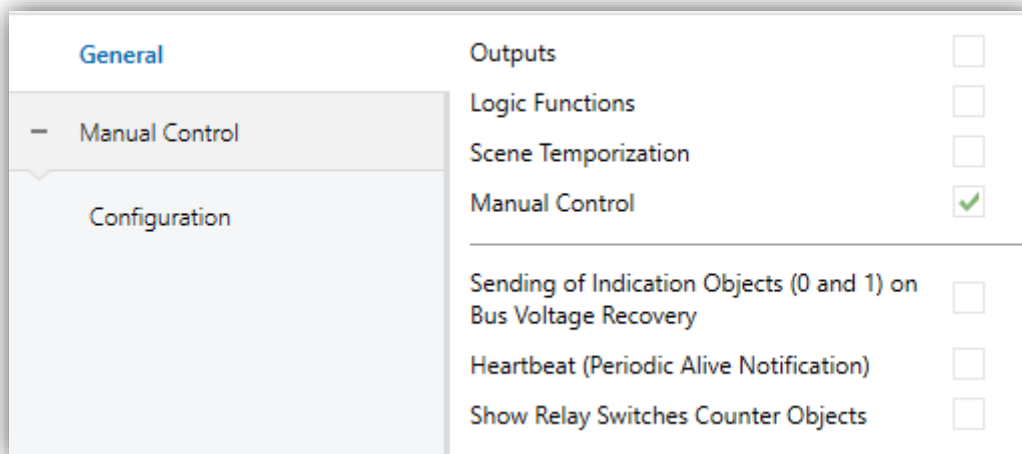 General
Manual Control
Configuration
Outputs
Logic Functions
Scene Temporization
Manual Control
Sending of Indication Objects (0 and 1) on
Bus Voltage Recovery
Heartbeat (Periodic Alive Notification)
Show Relay Switches Counter Objects